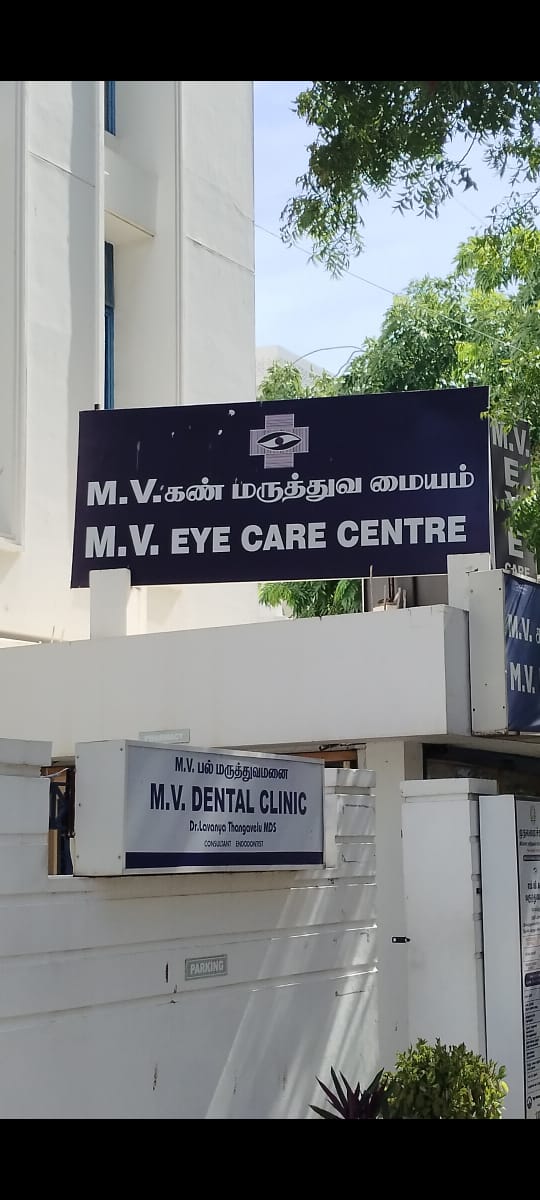 M.V.கண் மருத்துவ மையம்
M.V. EYE CARE CENTRE
M.V.
E
Y
E
CARE
M.V.
M.V.
PHARMACY
M.V. பல் மருத்துவமனை
M.V. DENTAL CLINIC
Dr.Lavanya Thangavelu MDS
CONSULTANT ENDODONTIST
PARKING